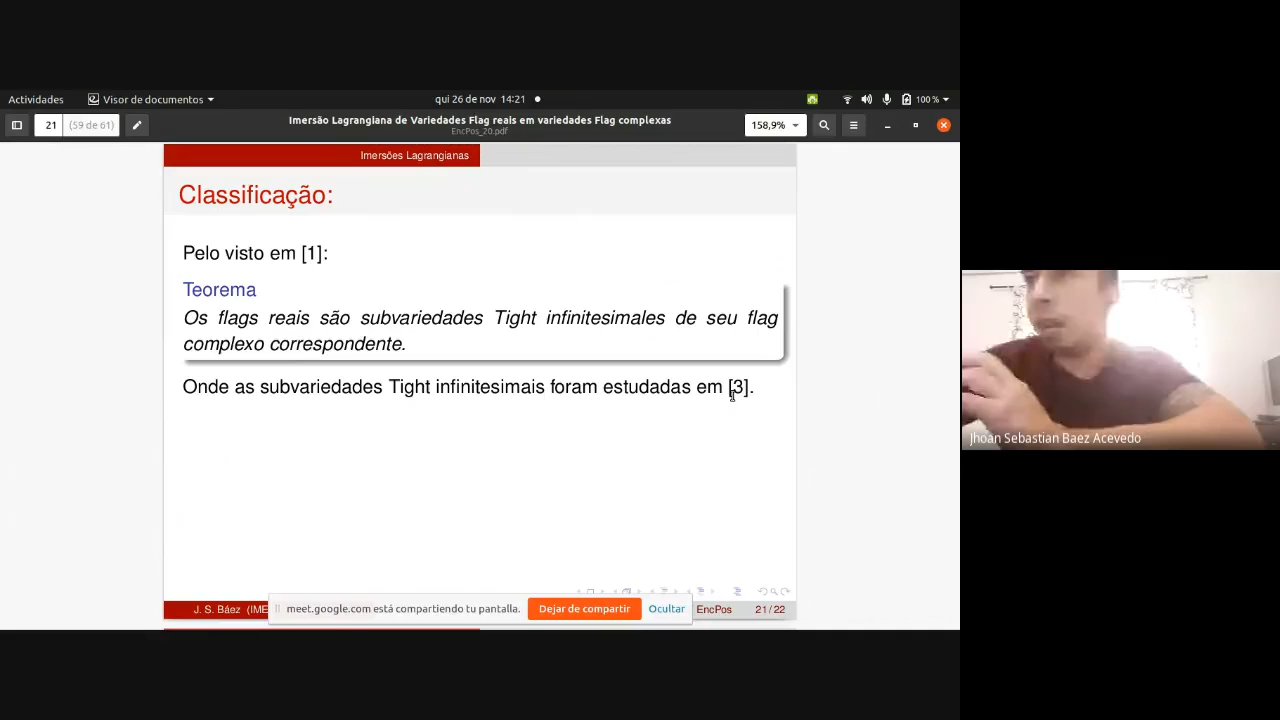 Actividades
Visor de documentos
qui 26 de nov 14:21
100 %
21
(59 de 61)
Imersão Lagrangiana de Variedades Flag reais em variedades Flag complexas
EncPos_20.pdf
158,9%
Imersões Lagrangianas
Classificação:
Pelo visto em [1]:
Teorema
Os flags reais são subvariedades Tight infinitesimales de seu flag
complexo correspondente.
Onde as subvariedades Tight infinitesimais foram estudadas em [3].
Jhoan Sebastian Baez Acevedo
J. S. Báez (IME
meet.google.com está compartiendo tu pantalla.
Dejar de compartir
Ocultar
EncPos
21 / 22